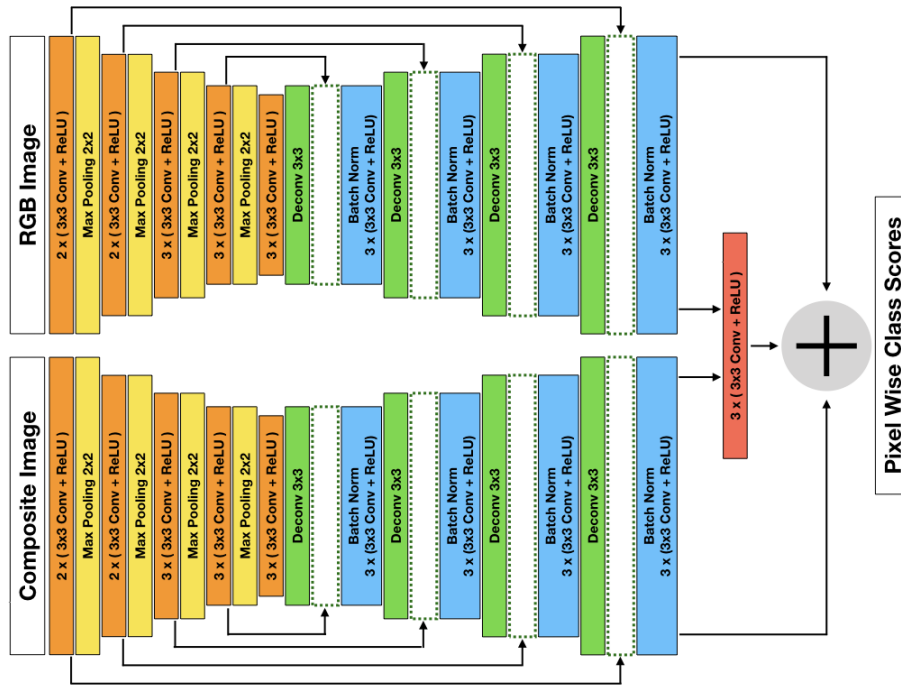 RGB Image
2 x ( 3x3 Conv + ReLU )
Max Pooling 2x2
2 x ( 3x3 Conv + ReLU )
Max Pooling 2x2
3 x ( 3x3 Conv + ReLU )
Max Pooling 2x2
3 x ( 3x3 Conv + ReLU )
Max Pooling 2x2
3 x ( 3x3 Conv + ReLU )
Deconv 3x3
Batch Norm
3 x (3x3 Conv + ReLU)
Deconv 3x3
Batch Norm
3 x (3x3 Conv + ReLU)
Deconv 3x3
Batch Norm
3 x (3x3 Conv + ReLU)
Deconv 3x3
Batch Norm
3 x (3x3 Conv + ReLU)
Composite Image
2 x ( 3x3 Conv + ReLU )
Max Pooling 2x2
2 x ( 3x3 Conv + ReLU )
Max Pooling 2x2
3 x ( 3x3 Conv + ReLU )
Max Pooling 2x2
3 x ( 3x3 Conv + ReLU )
Max Pooling 2x2
3 x ( 3x3 Conv + ReLU )
Deconv 3x3
Batch Norm
3 x (3x3 Conv + ReLU)
Deconv 3x3
Batch Norm
3 x (3x3 Conv + ReLU)
Deconv 3x3
Batch Norm
3 x (3x3 Conv + ReLU)
Deconv 3x3
Batch Norm
3 x (3x3 Conv + ReLU)
3 x ( 3x3 Conv + ReLU )
Pixel Wise Class Scores